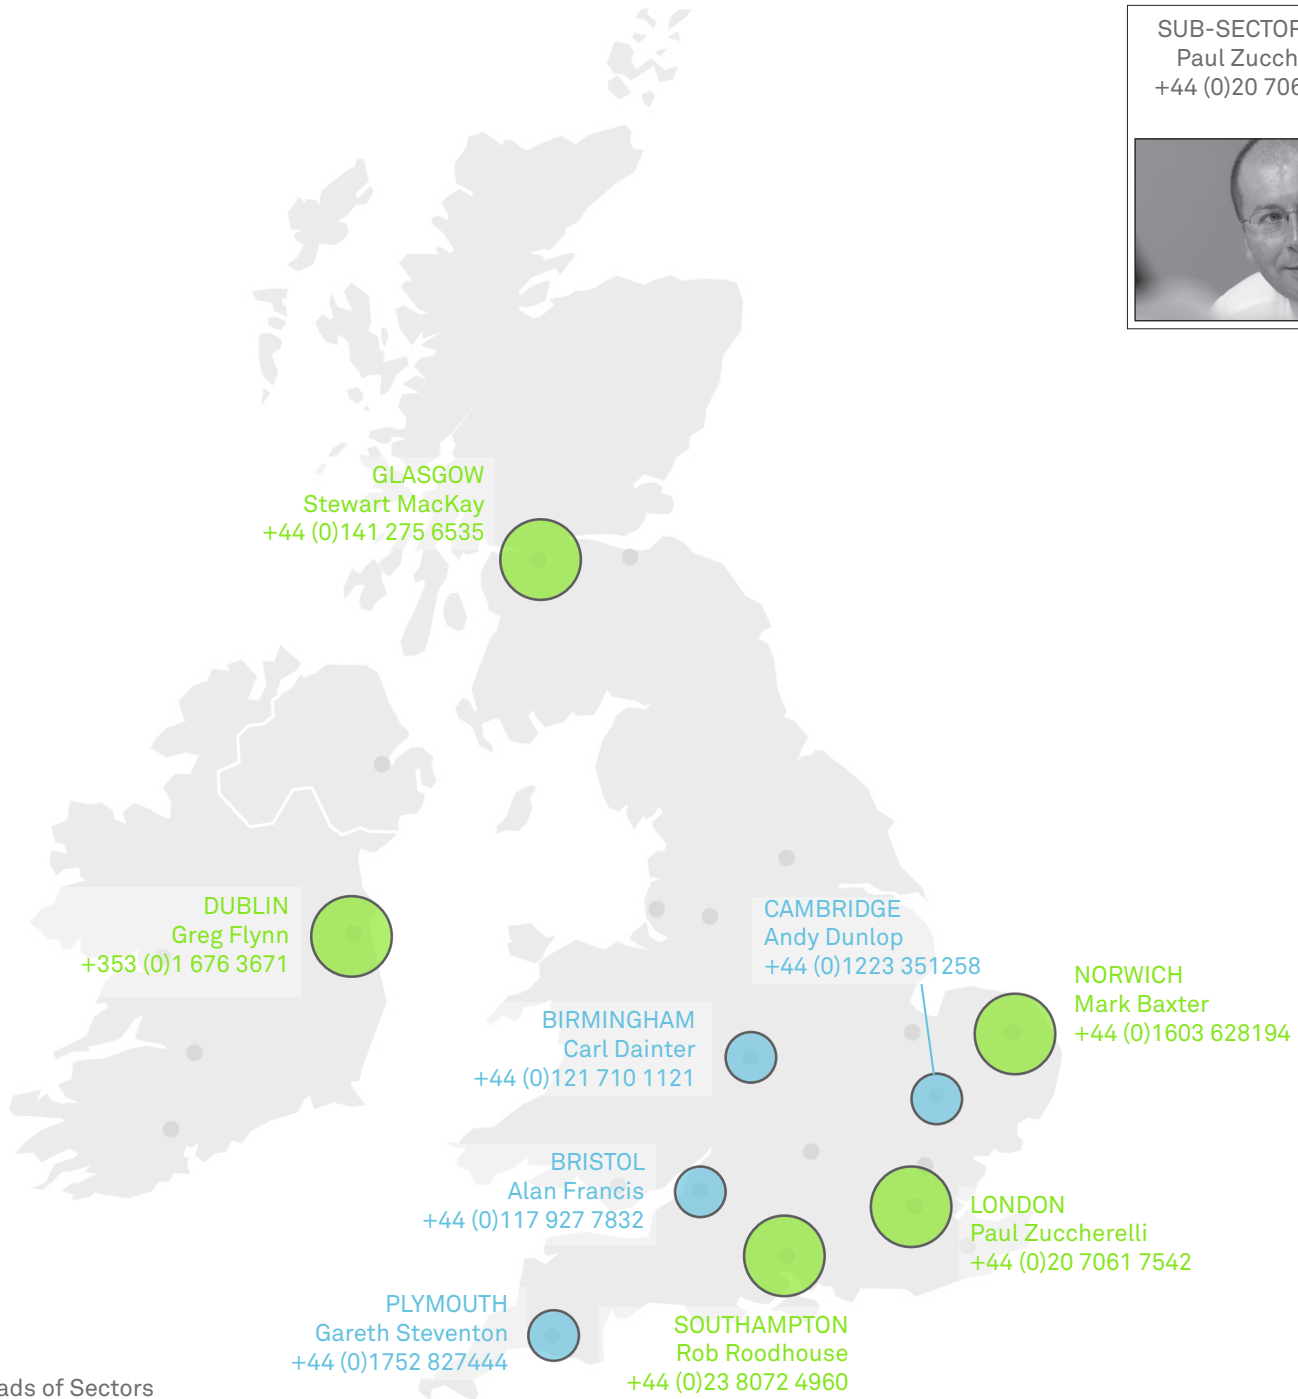 SUB-SECTOR
Paul Zucch
+44 (0)20 706
GLASGOW
Stewart MacKay
+44 (0)141 275 6535
DUBLIN
Greg Flynn
+353 (0)1 676 3671
CAMBRIDGE
Andy Dunlop
+44 (0)1223 351258
NORWICH
Mark Baxter
+44 (0)1603 628194
BIRMINGHAM
Carl Dainter
+44 (0)121 710 1121
BRISTOL
Alan Francis
+44 (0)117 927 7832
LONDON
Paul Zuccherelli
+44 (0)20 7061 7542
PLYMOUTH
Gareth Steventon
+44 (0)1752 827444
SOUTHAMPTON
Rob Roodhouse
+44 (0)23 8072 4960
ads of Sectors